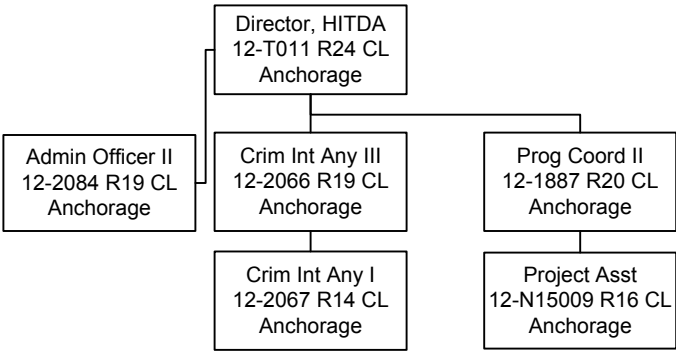 Director, HITDA
12-T011 R24 CL
Anchorage
Admin Officer II
12-2084 R19 CL
Anchorage
Crim Int Any III
12-2066 R19 CL
Anchorage
Prog Coord II
12-1887 R20 CL
Anchorage
Crim Int Any I
12-2067 R14 CL
Anchorage
Project Asst
12-N15009 R16 CL
Anchorage